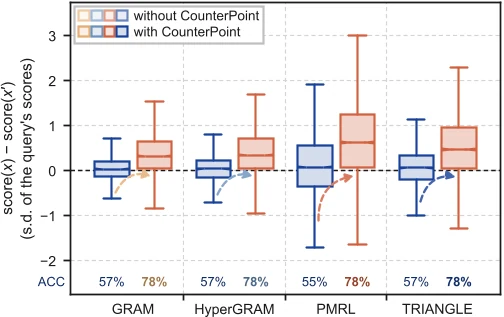 without CounterPoint
with CounterPoint
score(x) − score(x′)
(s.d. of the query's scores)
3
2
1
0
−1
−2
ACC 57% 78% 57% 78% 55% 78% 57% 78%
GRAM HyperGRAM PMRL TRIANGLE